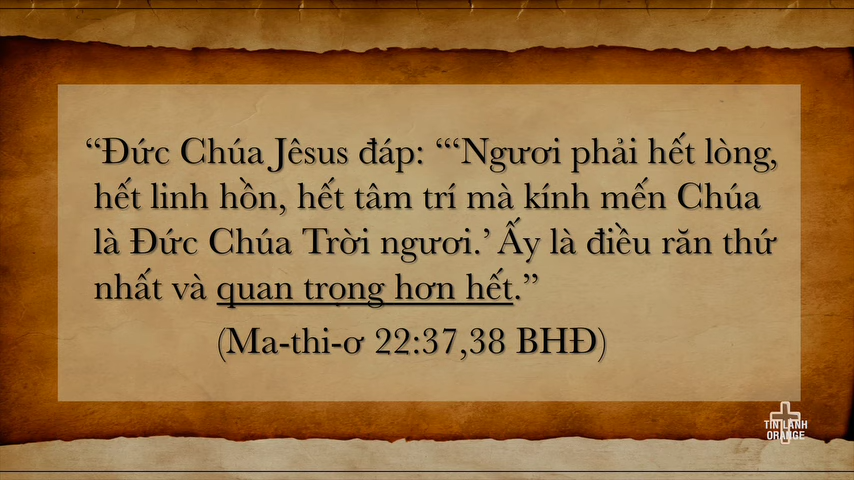 “Đức Chúa Jêsus đáp: “‘Ngươi phải hết lòng,
hết linh hồn, hết tâm trí mà kính mến Chúa
là Đức Chúa Trời ngươi.’ Ấy là điều răn thứ
nhất và quan trọng hơn hết.”
(Ma-thi-ơ 22:37,38 BHĐ)
TIN LANH
ORANGE